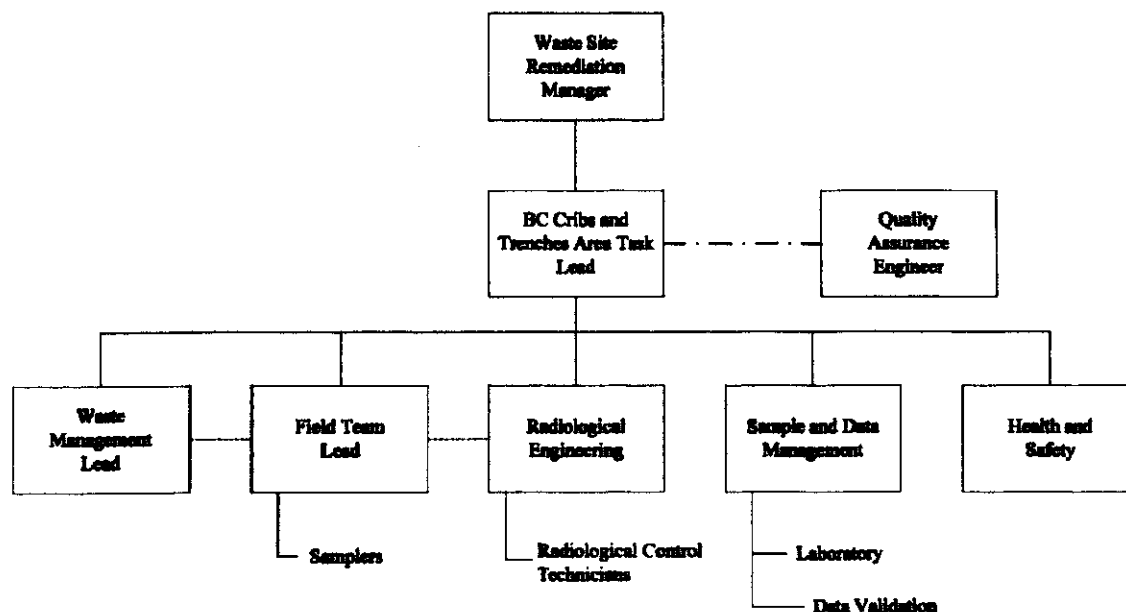 Waste Site
Remediation
Manager
BC Cribs and
Trenches Area Task
Lead
Quality
Assurance
Engineer
Waste
Management
Lead
Field Team
Lead
Radiological
Engineering
Sample and Data
Management
Health and
Safety
Samplers
Radiological Control
Technicians
Laboratory
Data Validation